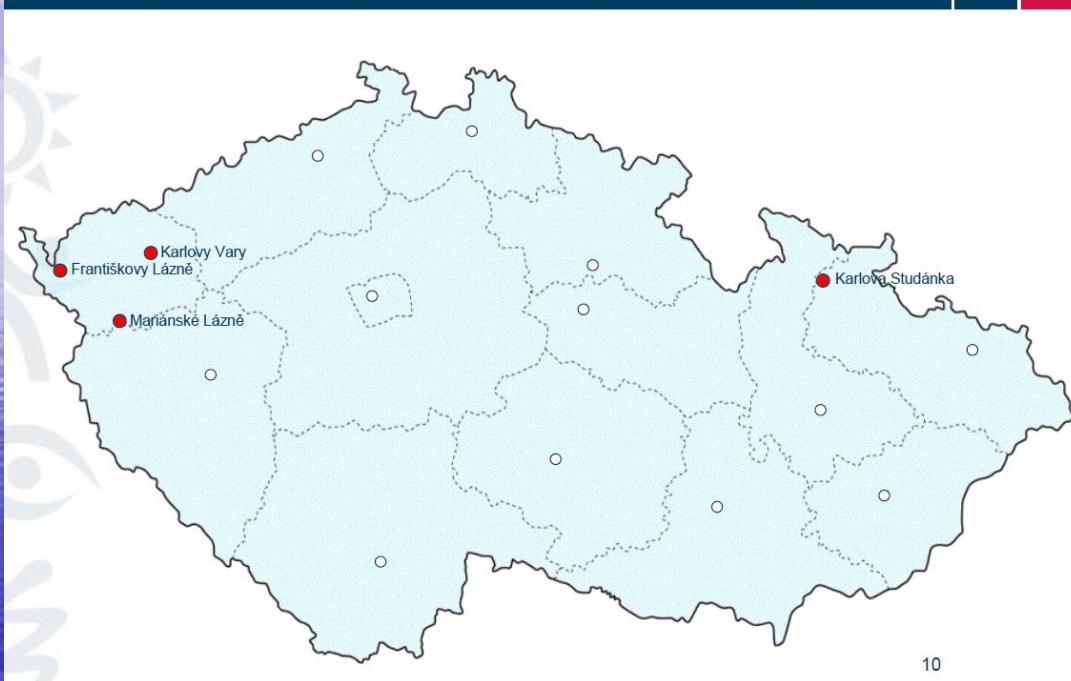 Karlovy Vary
Františkovy Lázně
Karlova Studánka
Mariánské Lázně
10